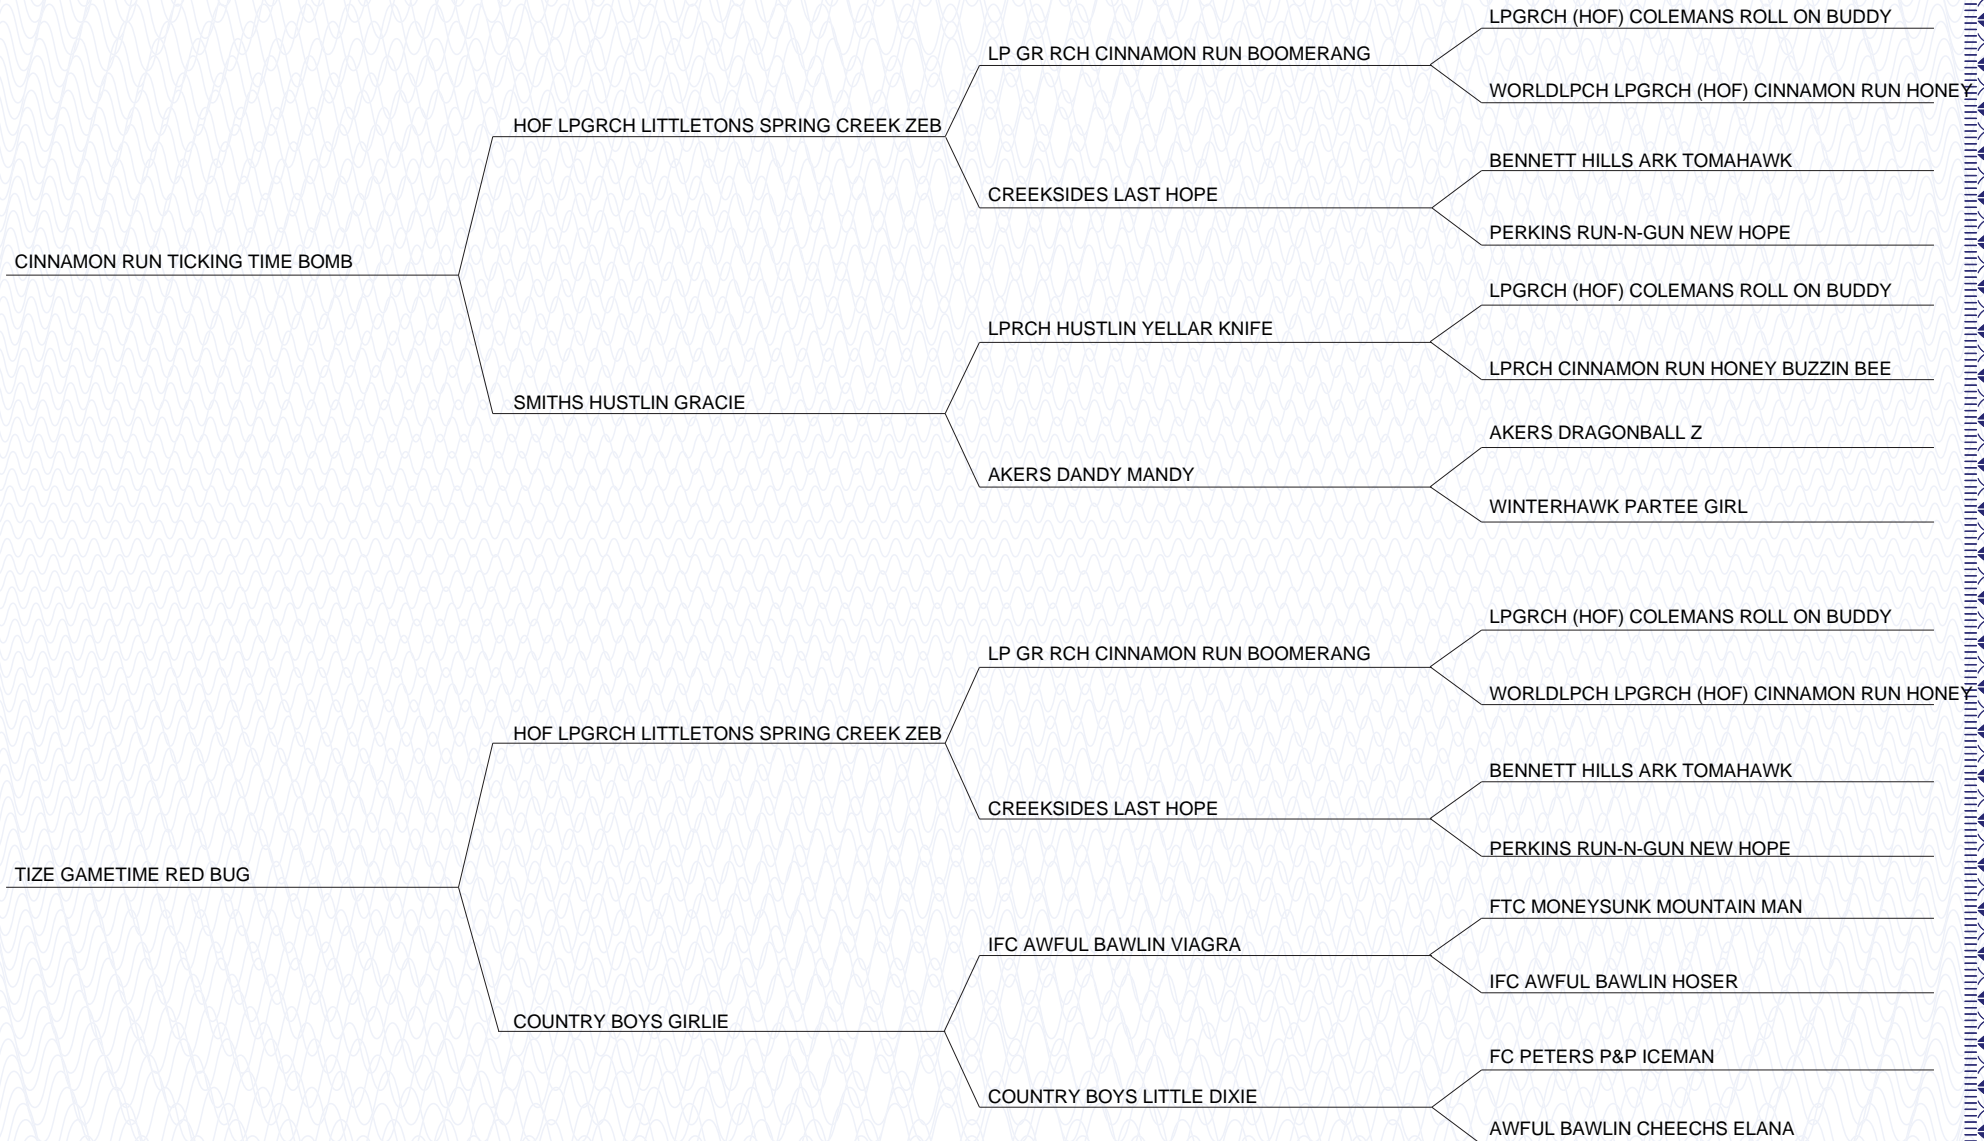 LPGRCH (HOF) COLEMANS ROLL ON BUDDY
LP GR RCH CINNAMON RUN BOOMERANG
WORLDLPCH LPGRCH (HOF) CINNAMON RUN HONEY
HOF LPGRCH LITTLETONS SPRING CREEK ZEB
BENNETT HILLS ARK TOMAHAWK
CREEKSIDES LAST HOPE
PERKINS RUN-N-GUN NEW HOPE
CINNAMON RUN TICKING TIME BOMB
LPGRCH (HOF) COLEMANS ROLL ON BUDDY
LPRCH HUSTLIN YELLAR KNIFE
LPRCH CINNAMON RUN HONEY BUZZIN BEE
SMITHS HUSTLIN GRACIE
AKERS DRAGONBALL Z
AKERS DANDY MANDY
WINTERHAWK PARTEE GIRL
LPGRCH (HOF) COLEMANS ROLL ON BUDDY
LP GR RCH CINNAMON RUN BOOMERANG
WORLDLPCH LPGRCH (HOF) CINNAMON RUN HONEY
HOF LPGRCH LITTLETONS SPRING CREEK ZEB
BENNETT HILLS ARK TOMAHAWK
CREEKSIDES LAST HOPE
PERKINS RUN-N-GUN NEW HOPE
TIZE GAMETIME RED BUG
FTC MONEYSUNK MOUNTAIN MAN
IFC AWFUL BAWLIN VIAGRA
IFC AWFUL BAWLIN HOSER
COUNTRY BOYS GIRLIE
FC PETERS P&P ICEMAN
COUNTRY BOYS LITTLE DIXIE
AWFUL BAWLIN CHEECHS ELANA